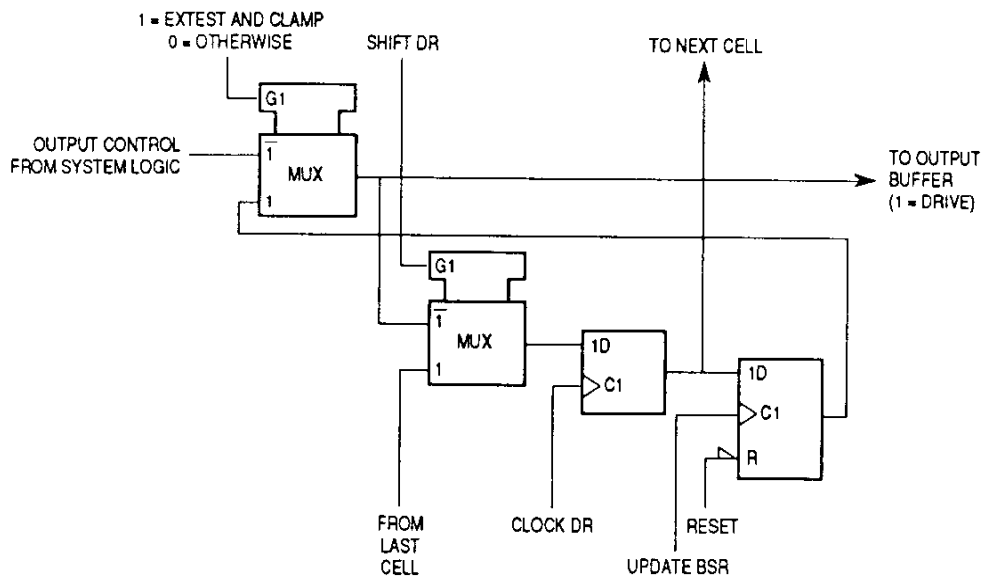 1 = EXTEST AND CLAMP
0 = OTHERWISE
SHIFT DR
TO NEXT CELL
G1
OUTPUT CONTROL
FROM SYSTEM LOGIC
1
MUX
1
TO OUTPUT
BUFFER
(1 = DRIVE)
G1
1
MUX
1
1D
C1
1D
C1
R
FROM
LAST
CELL
CLOCK DR
RESET
UPDATE BSR